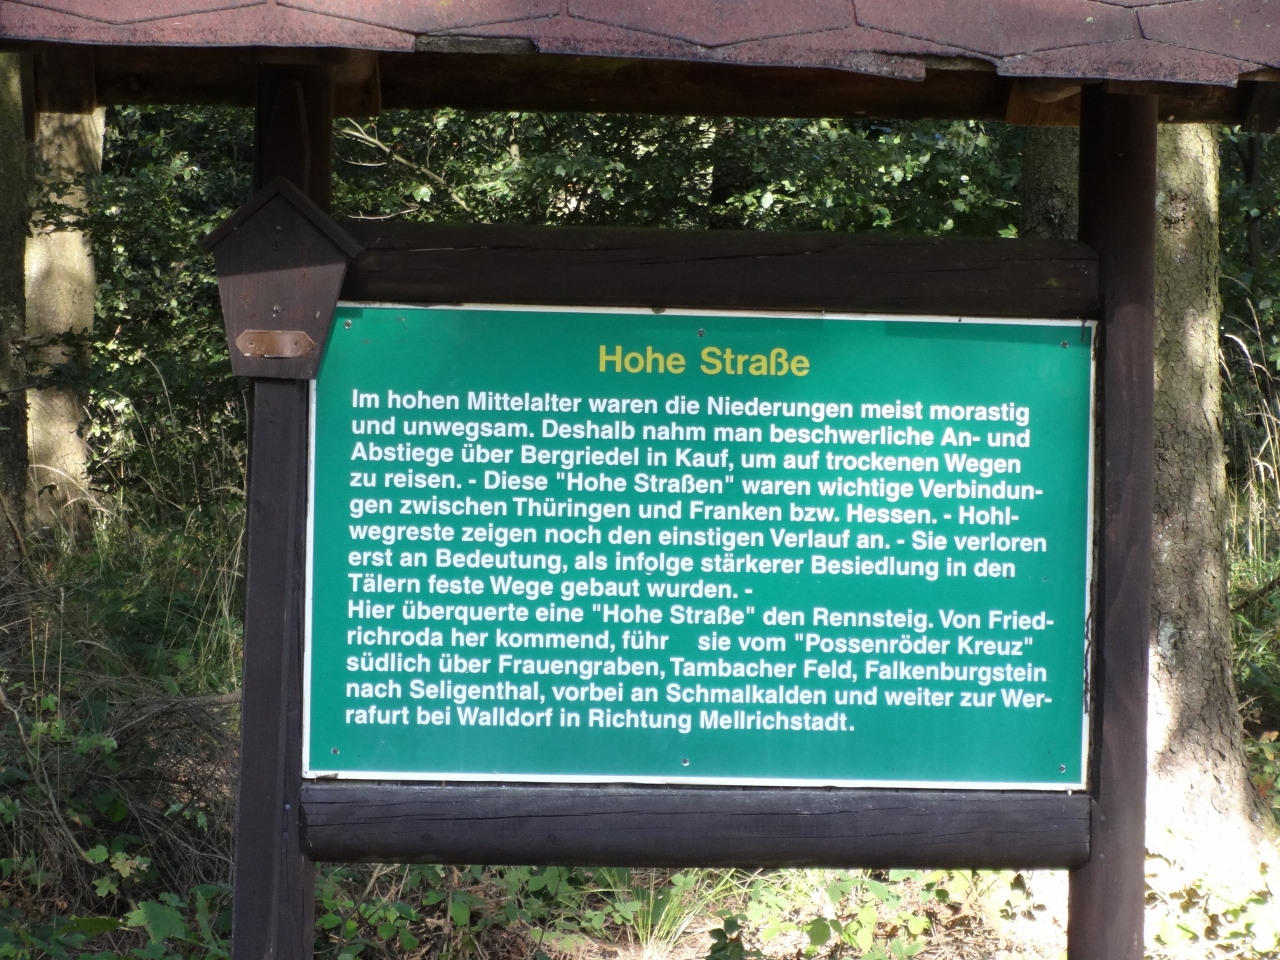 Hohe Straße
Im hohen Mittelalter waren die Niederungen meist morastig
und unwegsam. Deshalb nahm man beschwerliche An- und
Abstiege über Bergriedel in Kauf, um auf trockenen Wegen
zu reisen. - Diese "Hohe Straßen" waren wichtige Verbindun-
gen zwischen Thüringen und Franken bzw. Hessen. - Hohl-
wegreste zeigen noch den einstigen Verlauf an. - Sie verloren
erst an Bedeutung, als infolge stärkerer Besiedlung in den
Tälern feste Wege gebaut wurden. -
Hier überquerte eine "Hohe Straße" den Rennsteig. Von Fried-
richroda her kommend, führ sie vom "Possenröder Kreuz"
südlich über Frauengraben, Tambacher Feld, Falkenburgstein
nach Seligenthal, vorbei an Schmalkalden und weiter zur Wer-
rafurt bei Walldorf in Richtung Mellrichstadt.